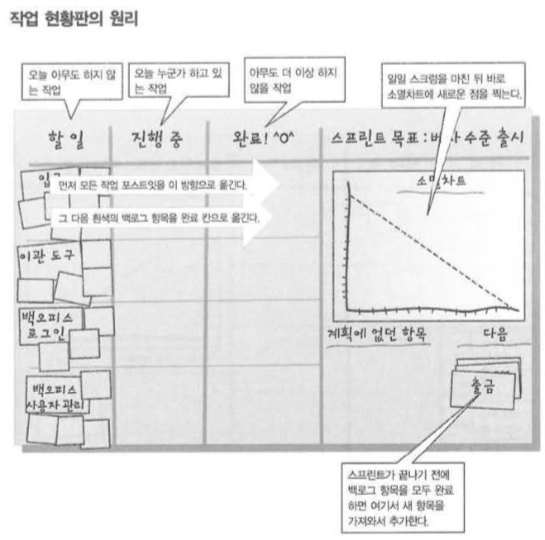 작업 현황판의 원리
오늘 아무도 하지 않
는 작업
오늘 누군가 하고 있
는 작업
아무도 더 이상 하지
않을 작업
일일 스크럼을 마친 뒤 바로
소멸차트에 새로운 점을 찍는다.
할 일
진행 중
완료! ^O^
스프린트 목표 : 베타 수준 출시
먼저 모든 작업 포스트잇을 이 방향으로 옮긴다.
그 다음 흰색의 백로그 항목을 완료 칸으로 옮긴다.
소멸차트
이관 도구
백오피스
로그인
백오피스
사용자 관리
계획에 없던 항목
다음
출금
스프린트가 끝나기 전에
백로그 항목을 모두 완료
하면 여기서 새 항목을
가져와서 추가한다.